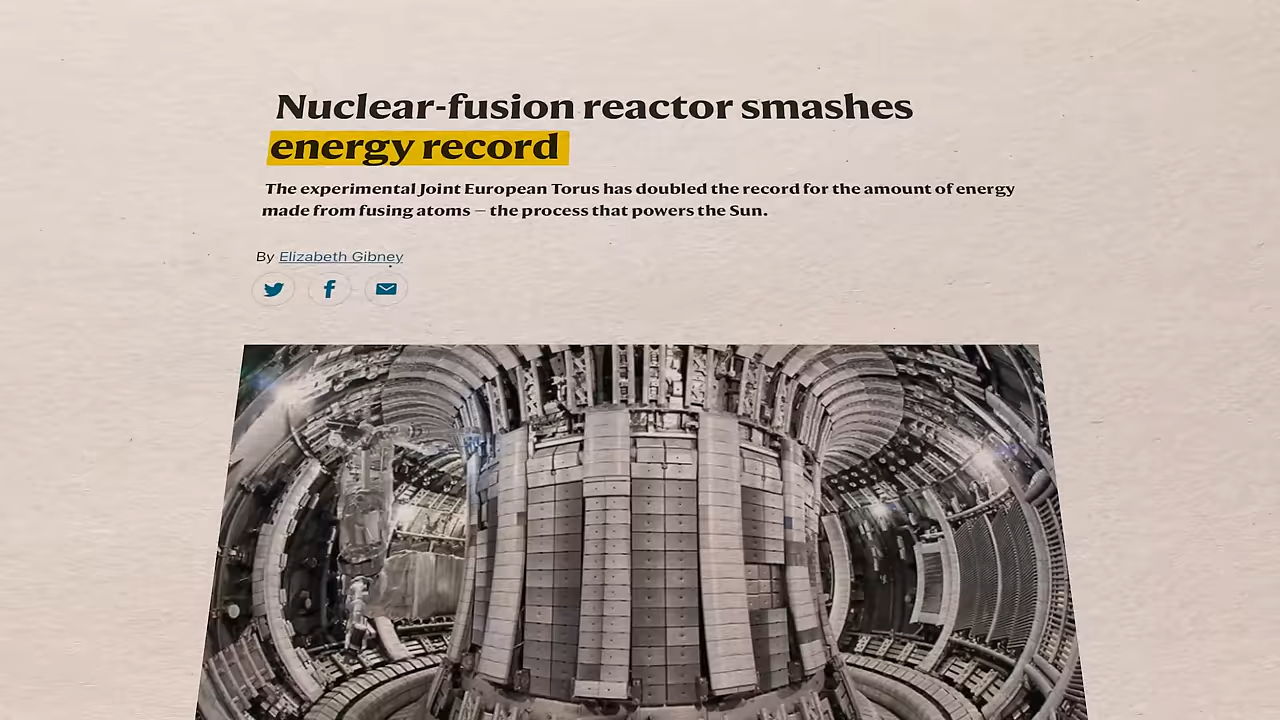 Nuclear-fusion reactor smashes
energy record
The experimental Joint European Torus has doubled the record for the amount of energy
made from fusing atoms — the process that powers the Sun.
By Elizabeth Gibney